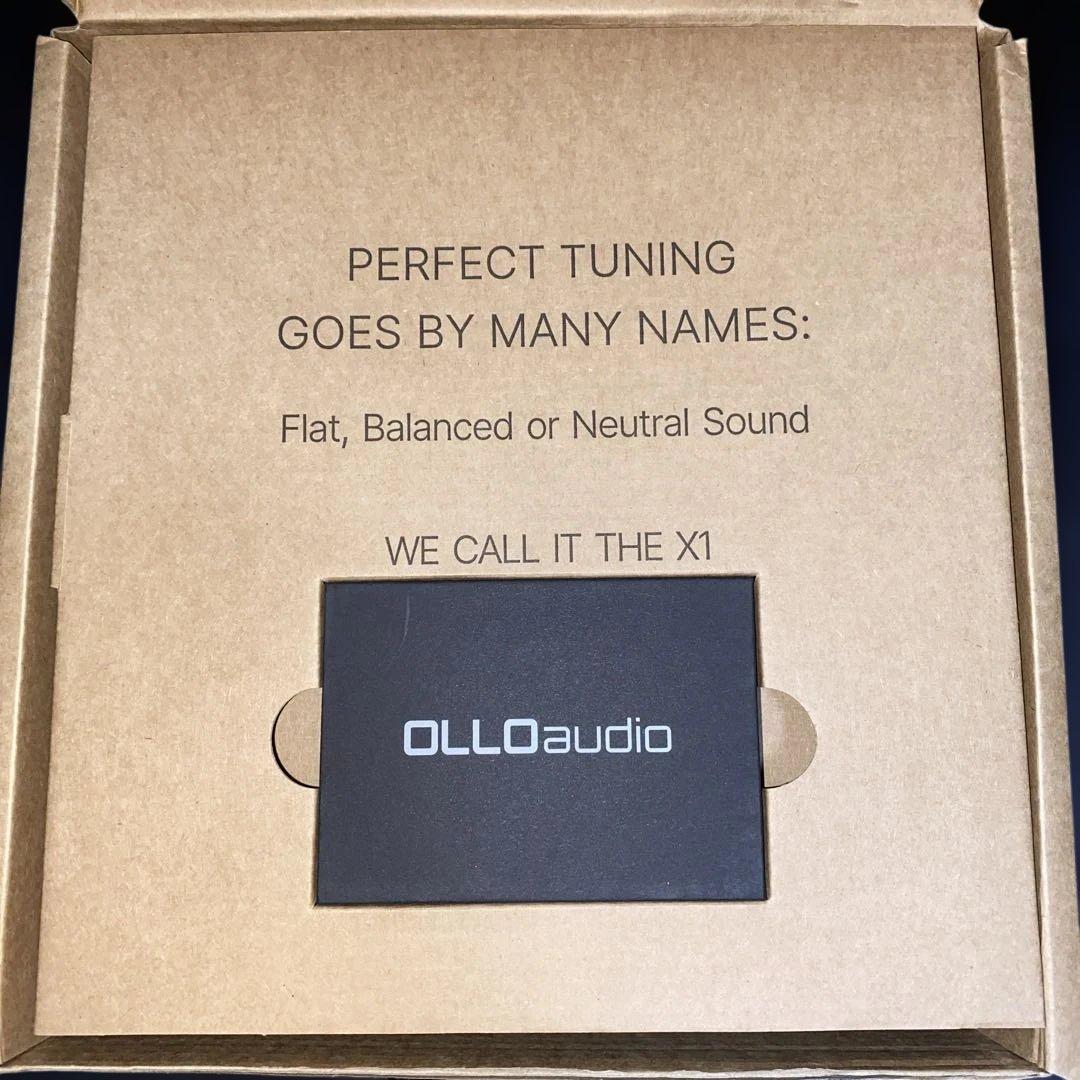 PERFECT TUNING
GOES BY MANY NAMES:
Flat, Balanced or Neutral Sound
WE CALL IT THE X1
OLLOaudio